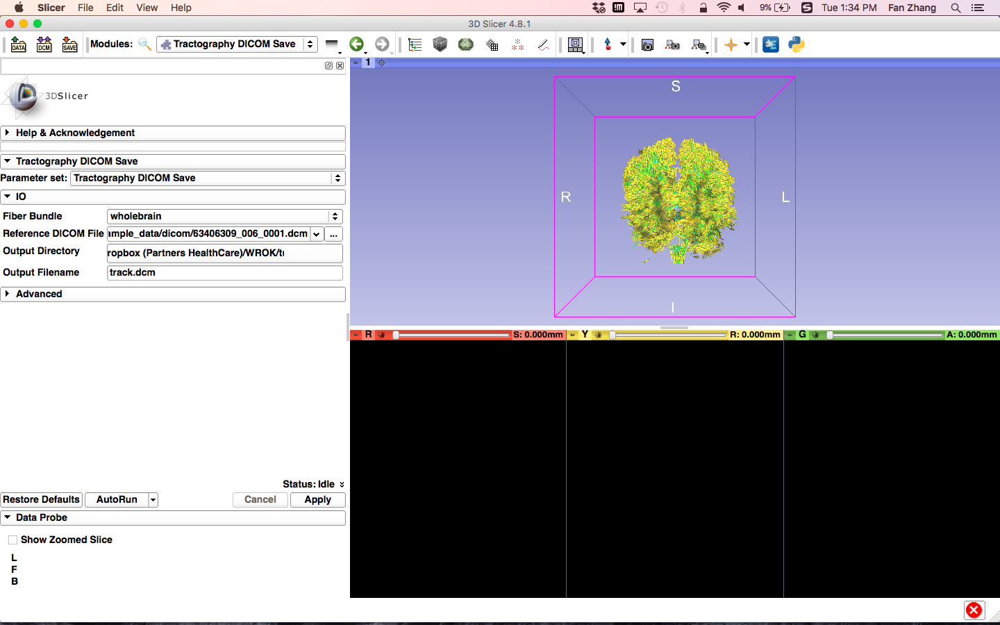 Slicer File Edit View Help 9% Tue 1:34 PM Fan Zhang
3D Slicer 4.8.1
DATA DCM SAVE Modules: Tractography DICOM Save
1
3DSlicer
Help & Acknowledgement
Tractography DICOM Save
Parameter set: Tractography DICOM Save
IO
Fiber Bundle wholebrain
Reference DICOM File ample_data/dicom/63406309_006_0001.dcm ...
Output Directory ropbox (Partners HealthCare)/WROK/tu
Output Filename track.dcm
Advanced
Status: Idle
Restore Defaults AutoRun Cancel Apply
Data Probe
Show Zoomed Slice
L
F
B
S
R L
I
R S: 0.000mm Y R: 0.000mm G A: 0.000mm